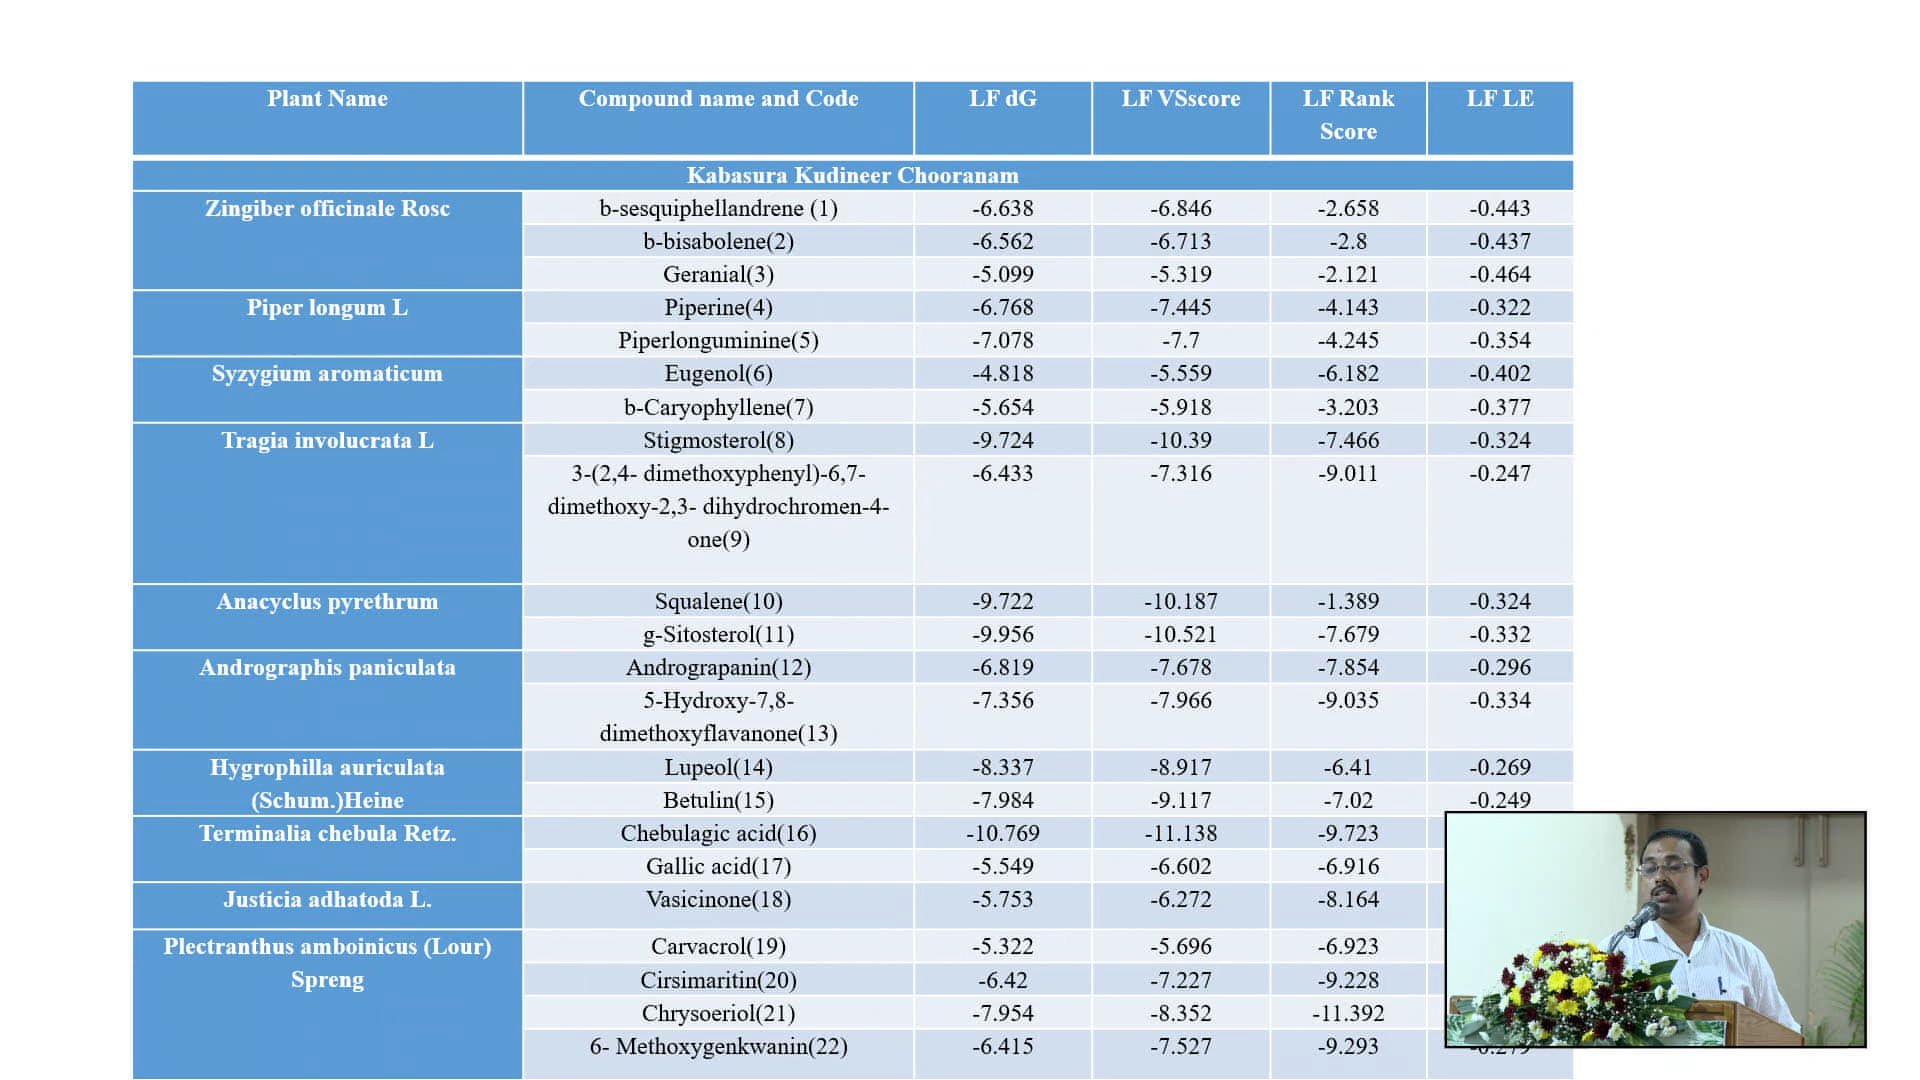 Plant Name Compound name and Code LF dG LF VSscore LF Rank Score LF LE
Kabasura Kudineer Chooranam
Zingiber officinale Rosc b-sesquiphellandrene (1) -6.638 -6.846 -2.658 -0.443
b-bisabolene(2) -6.562 -6.713 -2.8 -0.437
Geranial(3) -5.099 -5.319 -2.121 -0.464
Piper longum L Piperine(4) -6.768 -7.445 -4.143 -0.322
Piperlonguminine(5) -7.078 -7.7 -4.245 -0.354
Syzygium aromaticum Eugenol(6) -4.818 -5.559 -6.182 -0.402
b-Caryophyllene(7) -5.654 -5.918 -3.203 -0.377
Tragia involucrata L Stigmosterol(8) -9.724 -10.39 -7.466 -0.324
3-(2,4- dimethoxyphenyl)-6,7- -6.433 -7.316 -9.011 -0.247
dimethoxy-2,3- dihydrochromen-4-
one(9)
Anacyclus pyrethrum Squalene(10) -9.722 -10.187 -1.389 -0.324
g-Sitosterol(11) -9.956 -10.521 -7.679 -0.332
Andrographis paniculata Andrograpanin(12) -6.819 -7.678 -7.854 -0.296
5-Hydroxy-7,8- -7.356 -7.966 -9.035 -0.334
dimethoxyflavanone(13)
Hygrophilla auriculata Lupeol(14) -8.337 -8.917 -6.41 -0.269
(Schum.)Heine Betulin(15) -7.984 -9.117 -7.02 -0.249
Terminalia chebula Retz. Chebulagic acid(16) -10.769 -11.138 -9.723
Gallic acid(17) -5.549 -6.602 -6.916
Justicia adhatoda L. Vasicinone(18) -5.753 -6.272 -8.164
Plectranthus amboinicus (Lour) Carvacrol(19) -5.322 -5.696 -6.923
Spreng Cirsimaritin(20) -6.42 -7.227 -9.228
Chrysoeriol(21) -7.954 -8.352 -11.392
6- Methoxygenkwanin(22) -6.415 -7.527 -9.293